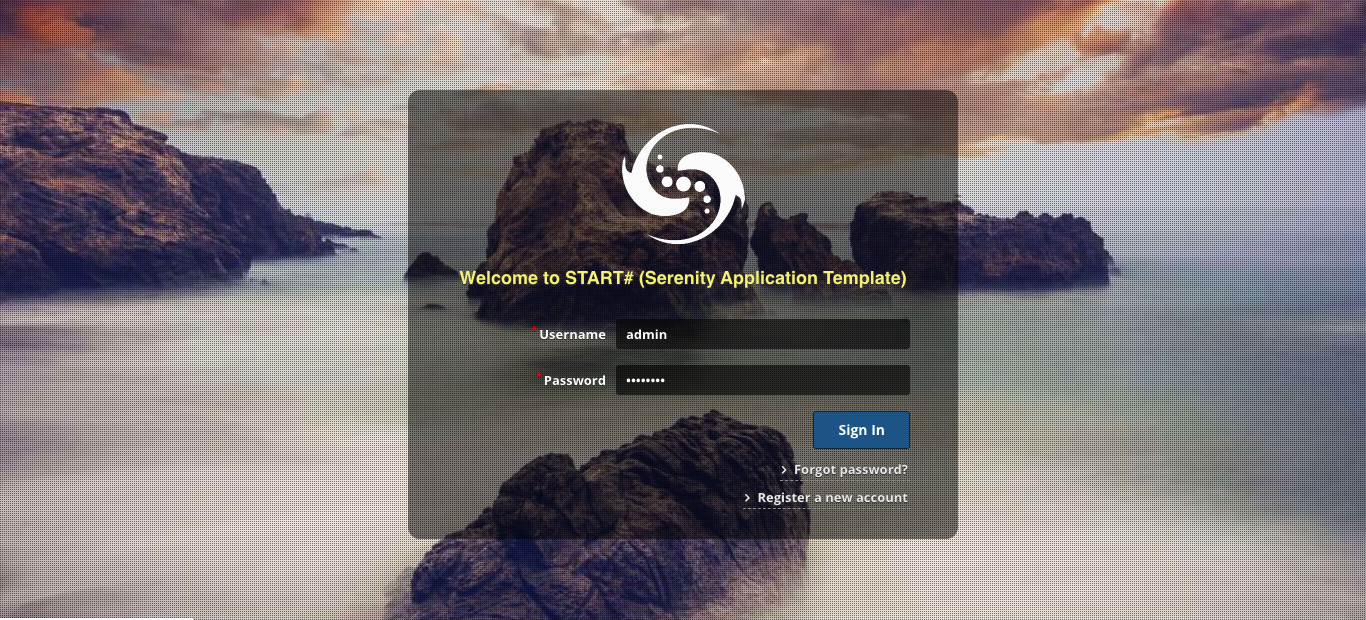 Welcome to START# (Serenity Application Template)
*Username admin
*Password ••••••••
Sign In
› Forgot password?
› Register a new account